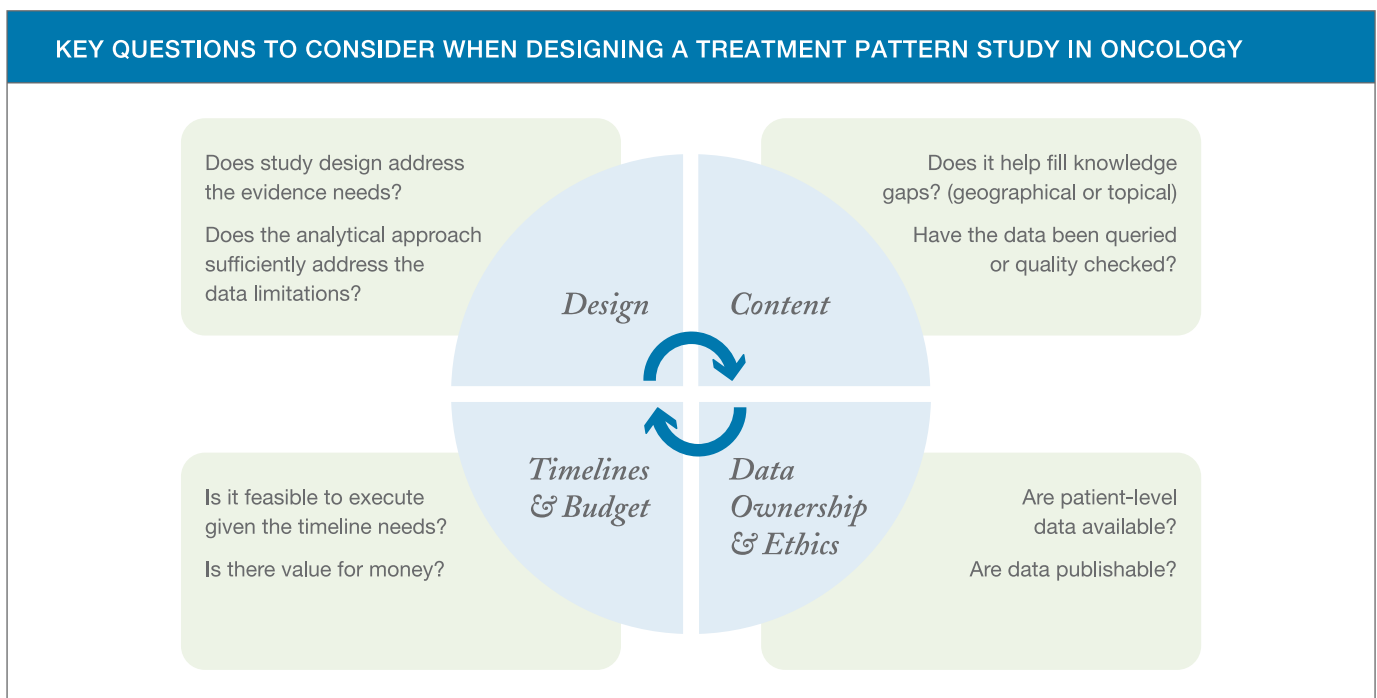 KEY QUESTIONS TO CONSIDER WHEN DESIGNING A TREATMENT PATTERN STUDY IN ONCOLOGY
Does study design address
the evidence needs?
Does the analytical approach
sufficiently address the
data limitations?
Design
Does it help fill knowledge
gaps? (geographical or topical)
Have the data been queried
or quality checked?
Content
Is it feasible to execute
given the timeline needs?
Is there value for money?
Timelines
& Budget
Data
Ownership
& Ethics
Are patient-level
data available?
Are data publishable?